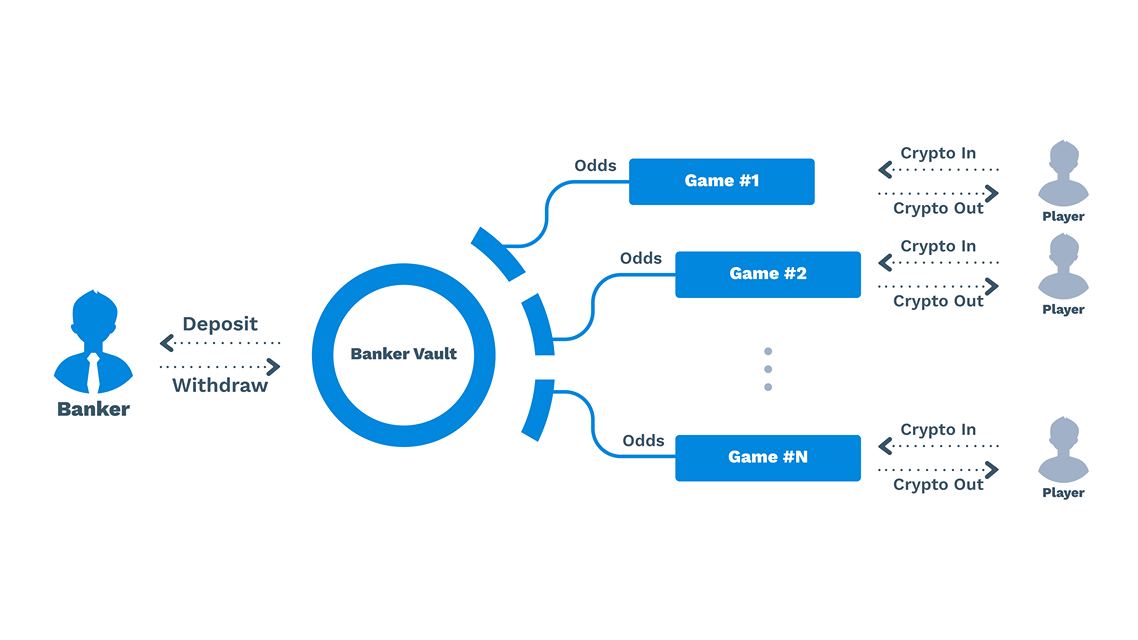 Banker
Deposit
Withdraw
Banker Vault
Odds
Game #1
Crypto In
Crypto Out
Player
Odds
Game #2
Crypto In
Crypto Out
Player
Odds
Game #N
Crypto In
Crypto Out
Player